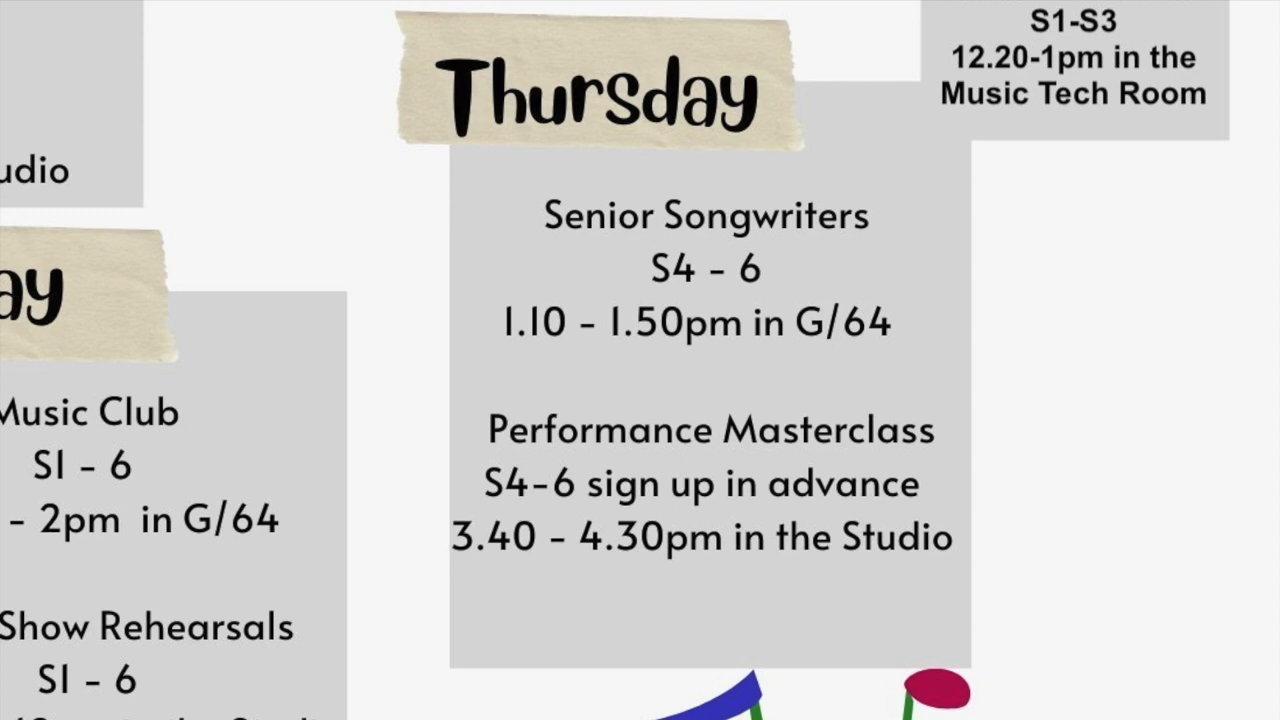 S1-S3
12.20-1pm in the
Music Tech Room
Thursday
Senior Songwriters
S4 - 6
1.10 - 1.50pm in G/64
Performance Masterclass
S4-6 sign up in advance
3.40 - 4.30pm in the Studio
Music Club
S1 - 6
- 2pm in G/64
Show Rehearsals
S1 - 6